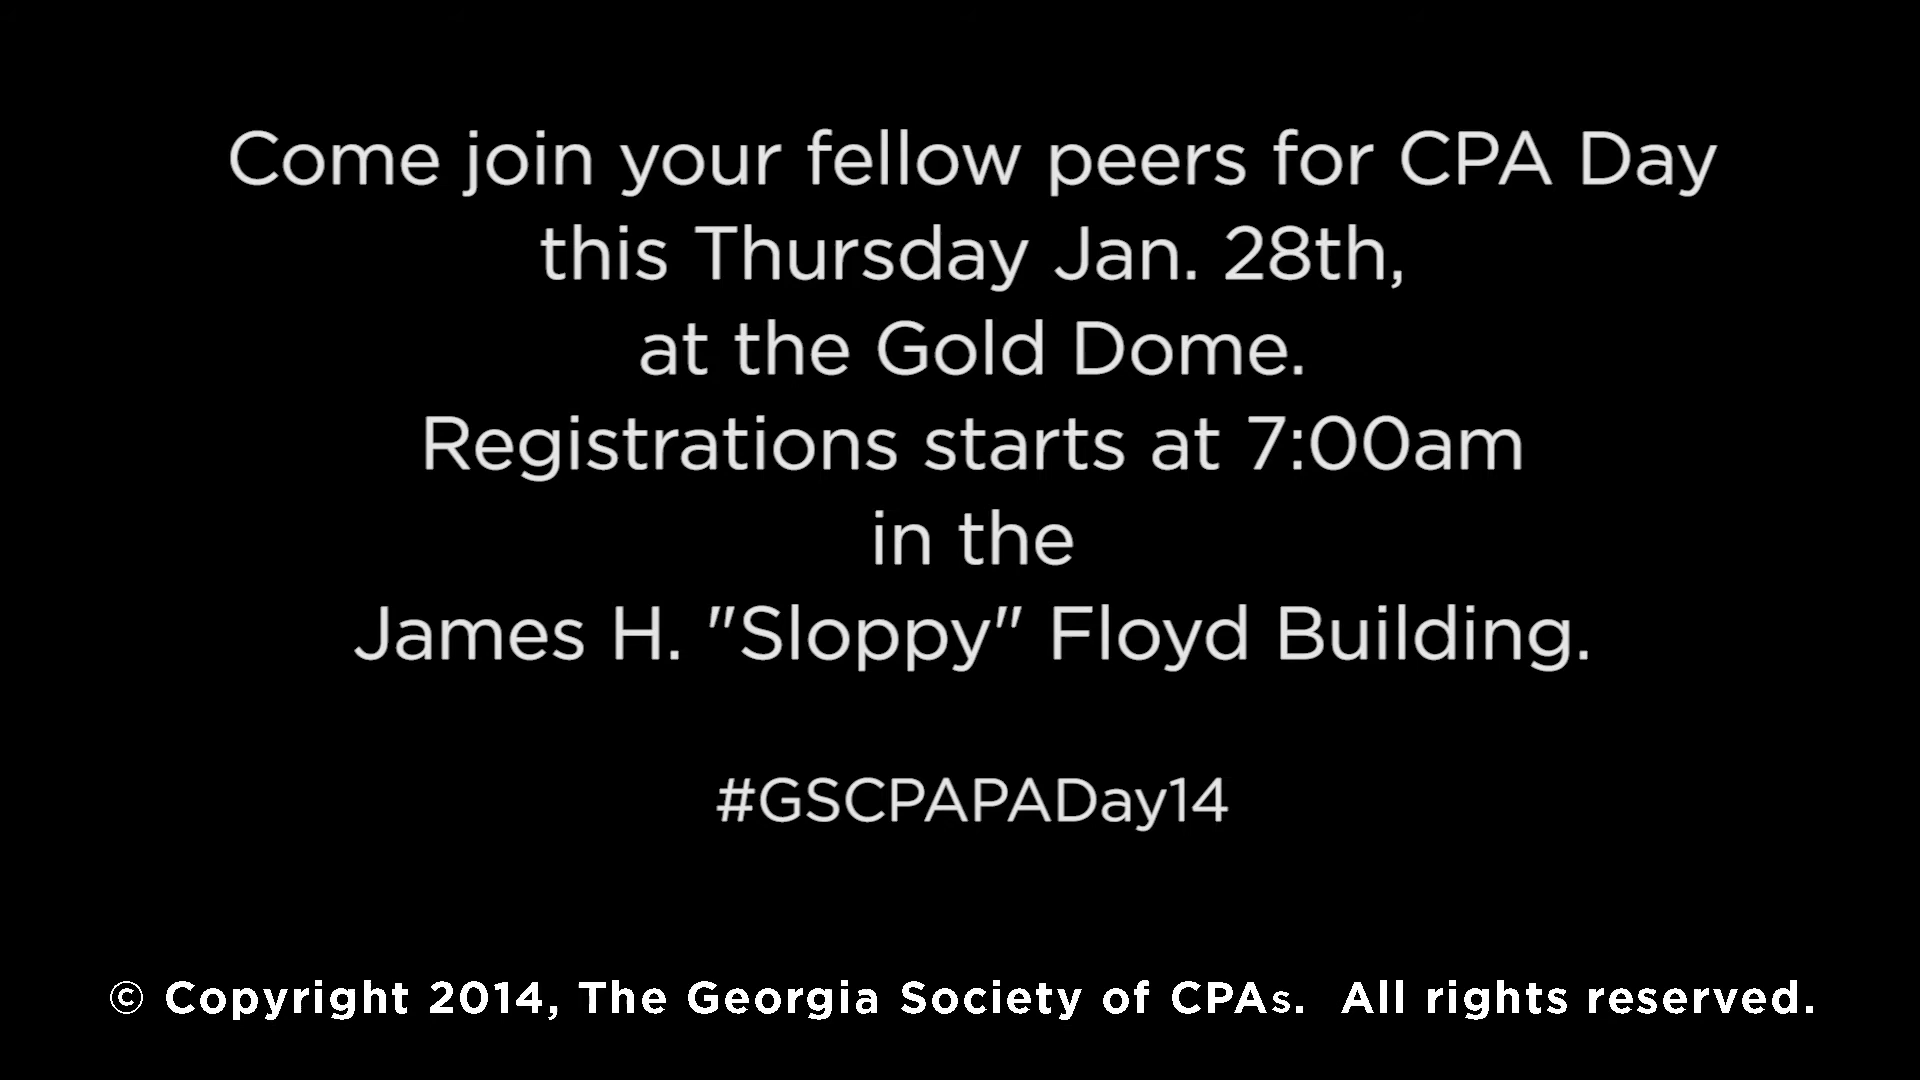 Come join your fellow peers for CPA Day
this Thursday Jan. 28th,
at the Gold Dome.
Registrations starts at 7:00am
in the
James H. "Sloppy" Floyd Building.
#GSCPAPADay14
© Copyright 2014, The Georgia Society of CPAs.  All rights reserved.